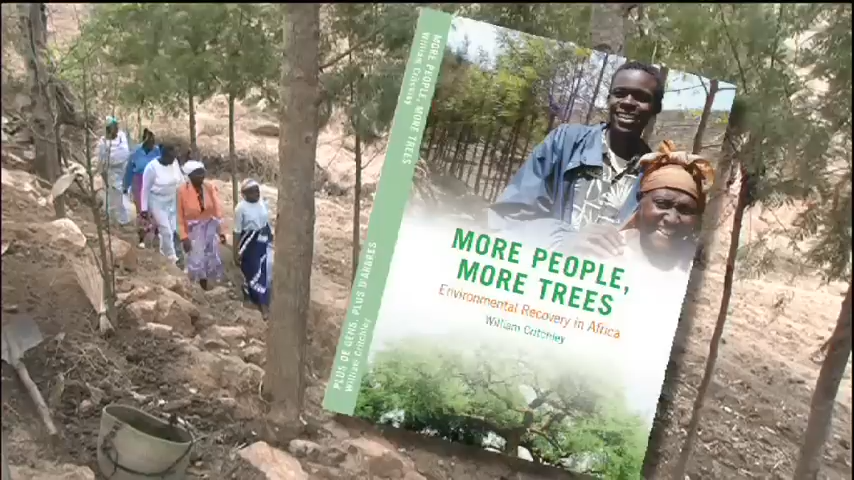 MORE PEOPLE, MORE TREES
William Critchley
PLUS DE GENS, PLUS D'ARBRES
William Critchley
MORE PEOPLE,
MORE TREES
Environmental Recovery in Africa
William Critchley